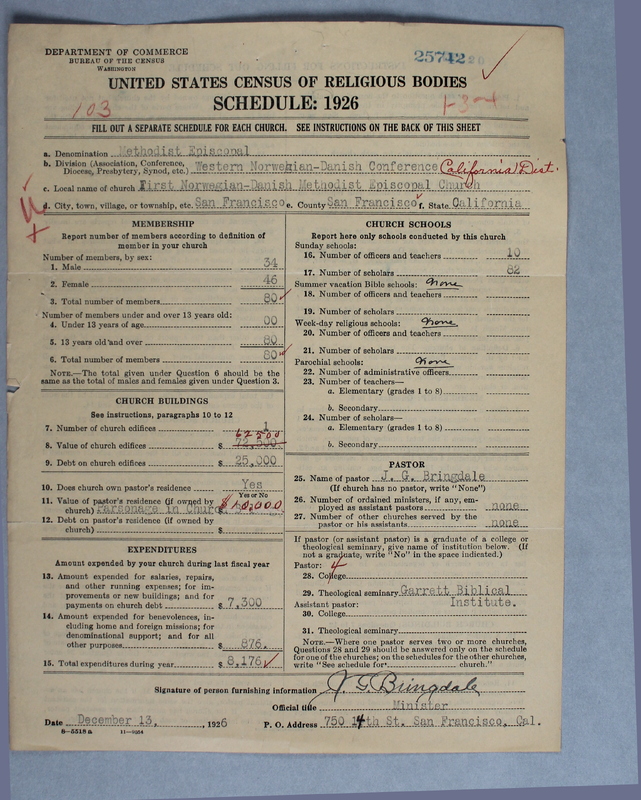 DEPARTMENT OF COMMERCE
BUREAU OF THE CENSUS
WASHINGTON
25742
UNITED STATES CENSUS OF RELIGIOUS BODIES
SCHEDULE: 1926
103
1-3-4
FILL OUT A SEPARATE SCHEDULE FOR EACH CHURCH. SEE INSTRUCTIONS ON THE BACK OF THIS SHEET
a. Denomination Methodist Episcopal
b. Division (Association, Conference, Diocese, Presbytery, Synod, etc.) Western Norwegian-Danish Conference California Dist.
c. Local name of church First Norwegian-Danish Methodist Episcopal Church
d. City, town, village, or township, etc. San Francisco e. County San Francisco f. State California
MEMBERSHIP
Report number of members according to definition of
member in your church
Number of members, by sex:
1. Male 34
2. Female 46
3. Total number of members 80
Number of members under and over 13 years old:
4. Under 13 years of age 00
5. 13 years old and over 80
6. Total number of members 80
NOTE.—The total given under Question 6 should be
same as the total of males and females given under Question 3.
CHURCH BUILDINGS
See instructions, paragraphs 10 to 12
7. Number of church edifices 1
62500
8. Value of church edifices $ 72,500
9. Debt on church edifices $ 25,000
10. Does church own pastor's residence? Yes
Yes or No
11. Value of pastor's residence (if owned by
church) Parsonage in Church $10,000
12. Debt on pastor's residence (if owned by
church) $
EXPENDITURES
Amount expended by your church during last fiscal year
13. Amount expended for salaries, repairs,
and other running expenses; for im-
provements or new buildings; and for
payments on church debt $ 7,300
14. Amount expended for benevolences, in-
cluding home and foreign missions; for
denominational support; and for all
other purposes $ 876.
15. Total expenditures during year $ 8,176
CHURCH SCHOOLS
Report here only schools conducted by this church
Sunday schools:
16. Number of officers and teachers 10
17. Number of scholars 82
Summer vacation Bible schools: None
18. Number of officers and teachers
19. Number of scholars
Week-day religious schools: None
20. Number of officers and teachers
21. Number of scholars
Parochial schools: None
22. Number of administrative officers
23. Number of teachers—
a. Elementary (grades 1 to 8)
b. Secondary
24. Number of scholars—
a. Elementary (grades 1 to 8)
b. Secondary
PASTOR
25. Name of pastor J. G. Bringdale
(If church has no pastor, write "None")
26. Number of ordained ministers, if any, em-
ployed as assistant pastors none
27. Number of other churches served by the
pastor or his assistants none
If pastor (or assistant pastor) is a graduate of a college or
theological seminary, give name of institution below. (If
not a graduate, write "No" in the space indicated.)
Pastor: 4
28. College
29. Theological seminary Garrett Biblical
Assistant pastor: Institute.
30. College
31. Theological seminary
NOTE.—Where one pastor serves two or more churches,
Questions 28 and 29 should be answered only on the schedule
for one of the churches; on the schedules for the other churches,
write "See schedule for church."
Signature of person furnishing information J. G. Bringdale
Official title Minister
Date December 13, 1926 P. O. Address 750 14th St. San Francisco, Cal.
8-5518 a 11-9064